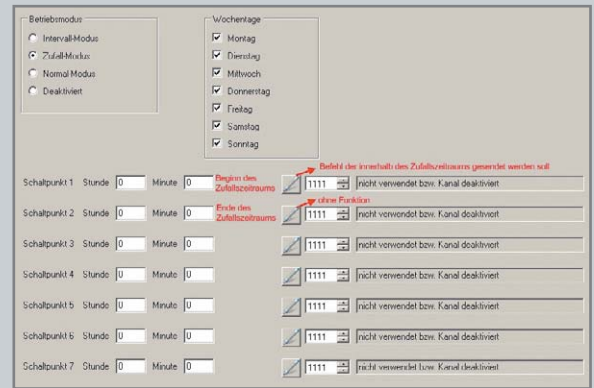 Betriebsmodus
Intervall-Modus
Zufall-Modus
Normal Modus
Deaktiviert
Wochentage
Montag
Dienstag
Mittwoch
Donnerstag
Freitag
Samstag
Sonntag
Befehl der innerhalb des Zufallszeitraums gesendet werden soll
Schaltpunkt 1 Stunde 0 Minute 0 Beginn des Zufallszeitraums 1111 nicht verwendet bzw. Kanal deaktiviert
ohne Funktion
Schaltpunkt 2 Stunde 0 Minute 0 Ende des Zufallszeitraums 1111 nicht verwendet bzw. Kanal deaktiviert
Schaltpunkt 3 Stunde 0 Minute 0 1111 nicht verwendet bzw. Kanal deaktiviert
Schaltpunkt 4 Stunde 0 Minute 0 1111 nicht verwendet bzw. Kanal deaktiviert
Schaltpunkt 5 Stunde 0 Minute 0 1111 nicht verwendet bzw. Kanal deaktiviert
Schaltpunkt 6 Stunde 0 Minute 0 1111 nicht verwendet bzw. Kanal deaktiviert
Schaltpunkt 7 Stunde 0 Minute 0 1111 nicht verwendet bzw. Kanal deaktiviert